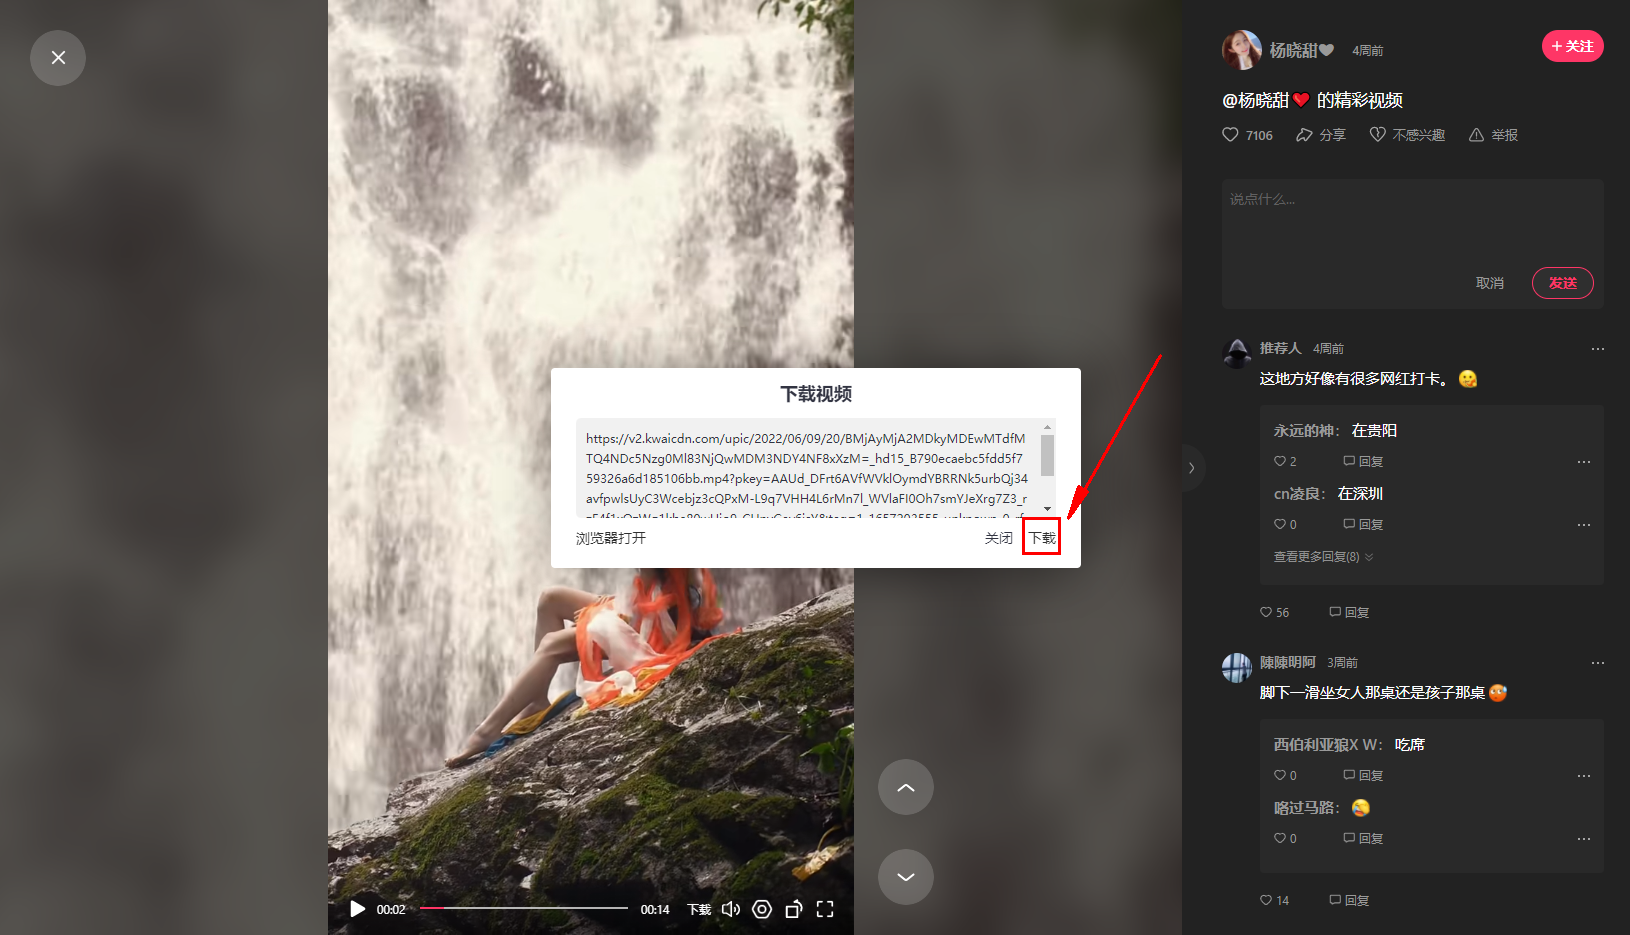 杨晓甜
4周前
+ 关注
@杨晓甜❤ 的精彩视频
7106
分享
不感兴趣
举报
说点什么...
取消
发送
推荐人
4周前
这地方好像有很多网红打卡。
永远的神：在贵阳
2
回复
cn凌良：在深圳
0
回复
查看更多回复(8)
56
回复
陳陳明阿
3周前
脚下一滑坐女人那桌还是孩子那桌
西伯利亚狼X W：吃席
0
回复
咯过马路：
0
回复
14
回复
下载视频
https://v2.kwaicdn.com/upic/2022/06/09/20/BMjAyMjA2MDkyMDEwMTdfM
TQ4NDc5Nzg0Ml83NjQwMDM3NDY4NF8xXzM=_hd15_B790ecaebc5fdd5f7
59326a6d185106bb.mp4?pkey=AAUd_DFrt6AVfWVklOymdYBRRNk5urbQj34
avfpwlsUyC3Wcebjz3cQPxM-L9q7VHH4L6rMn7l_WVlaFI0Oh7smYJeXrg7Z3_r
浏览器打开
关闭
下载
00:02
00:14
下载